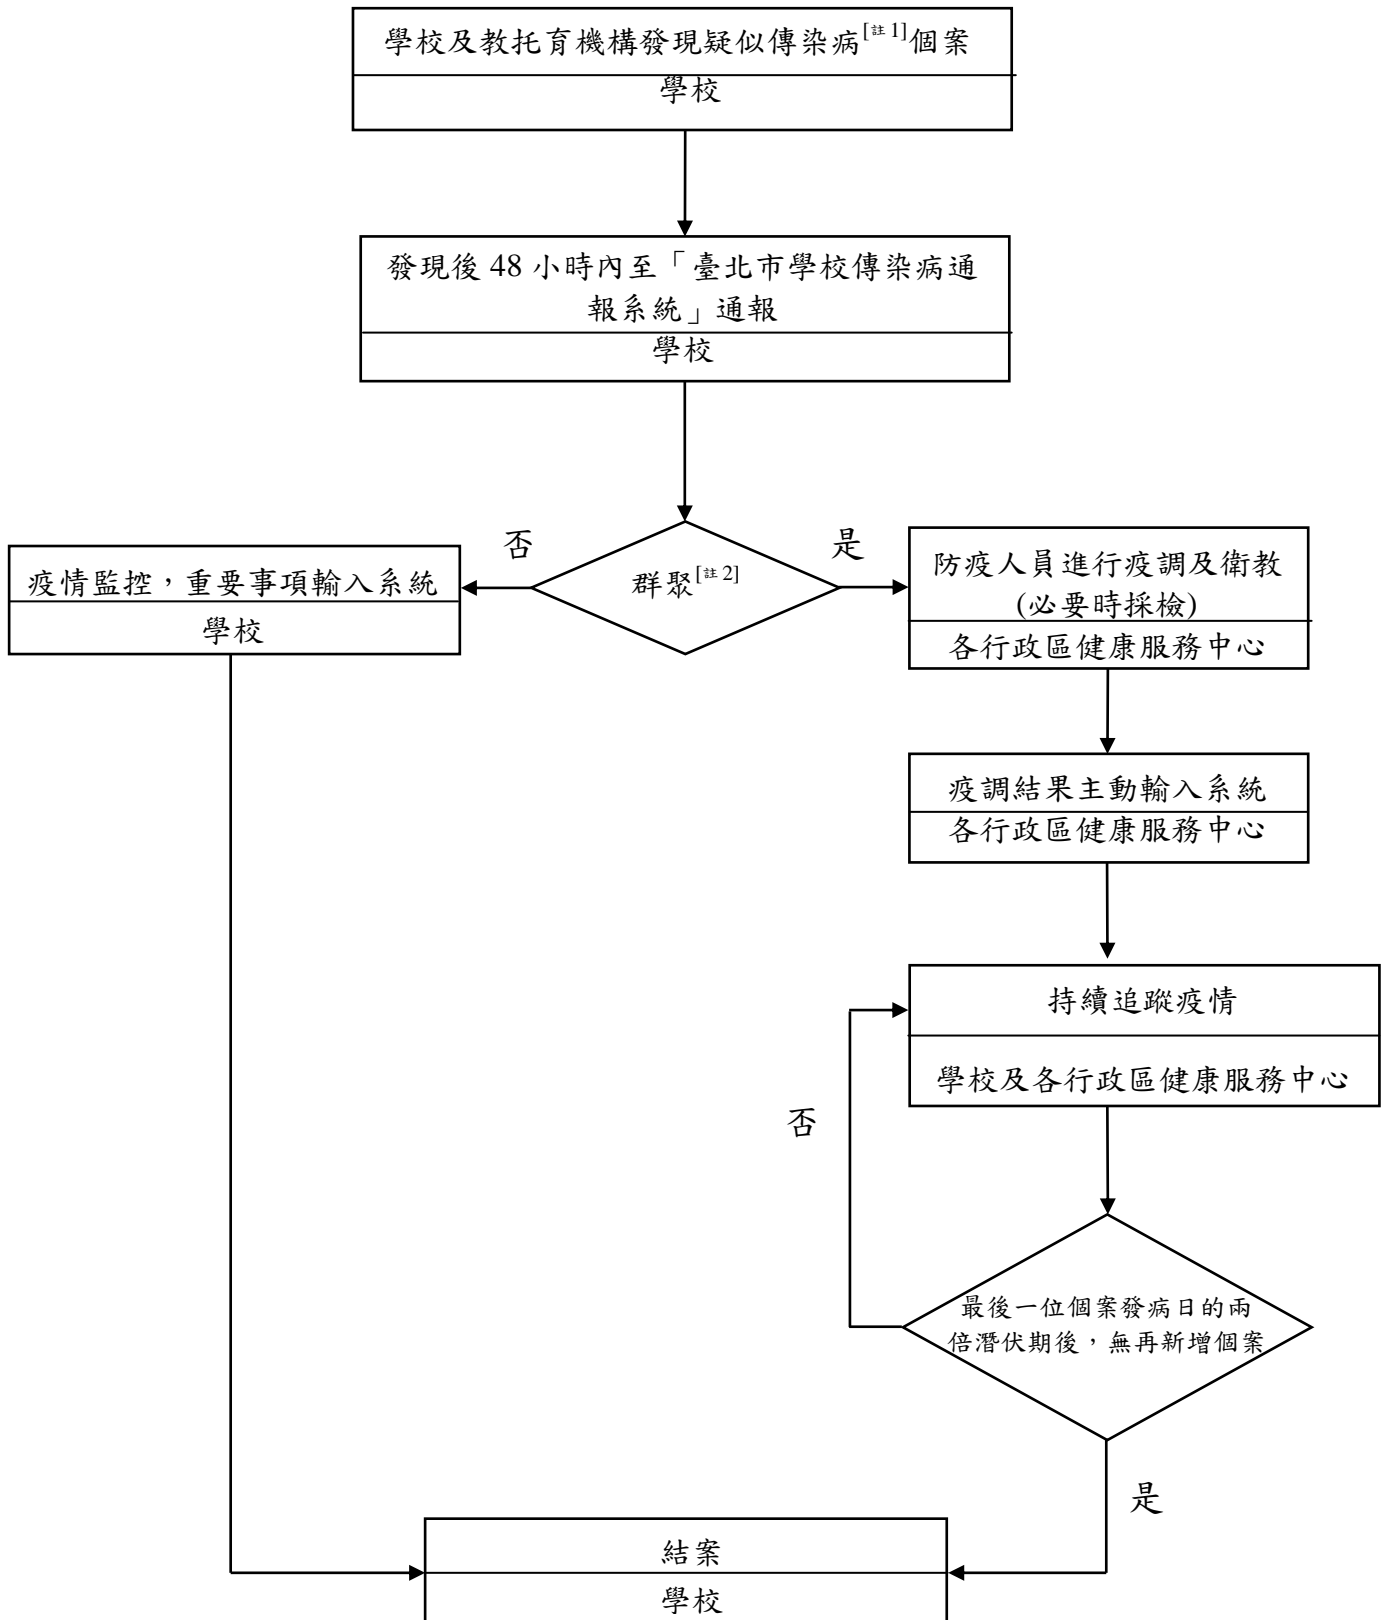 學校及教托育機構發現疑似傳染病[註1]個案
學校
發現後 48 小時內至「臺北市學校傳染病通
報系統」通報
學校
否
是
群聚[註2]
疫情監控，重要事項輸入系統
學校
防疫人員進行疫調及衛教
(必要時採檢)
各行政區健康服務中心
疫調結果主動輸入系統
各行政區健康服務中心
持續追蹤疫情
學校及各行政區健康服務中心
否
最後一位個案發病日的兩
倍潛伏期後，無再新增個案
是
結案
學校